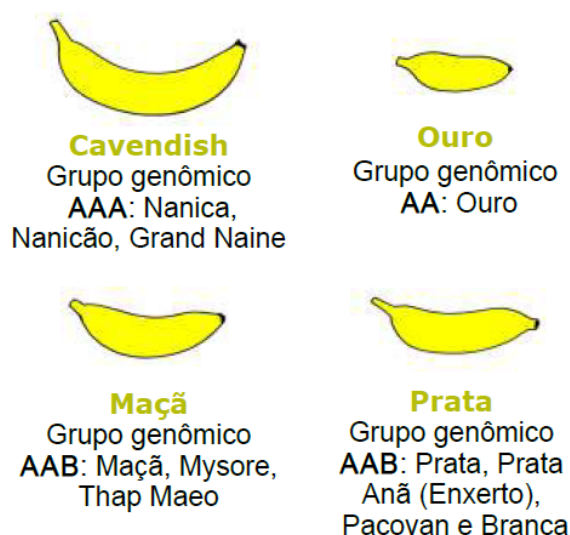 Cavendish
Grupo genômico
AAA: Nanica,
Nanicão, Grand Naine
Ouro
Grupo genômico
AA: Ouro
Maçã
Grupo genômico
AAB: Maçã, Mysore,
Thap Maeo
Prata
Grupo genômico
AAB: Prata, Prata
Anã (Enxerto),
Pacovan e Branca